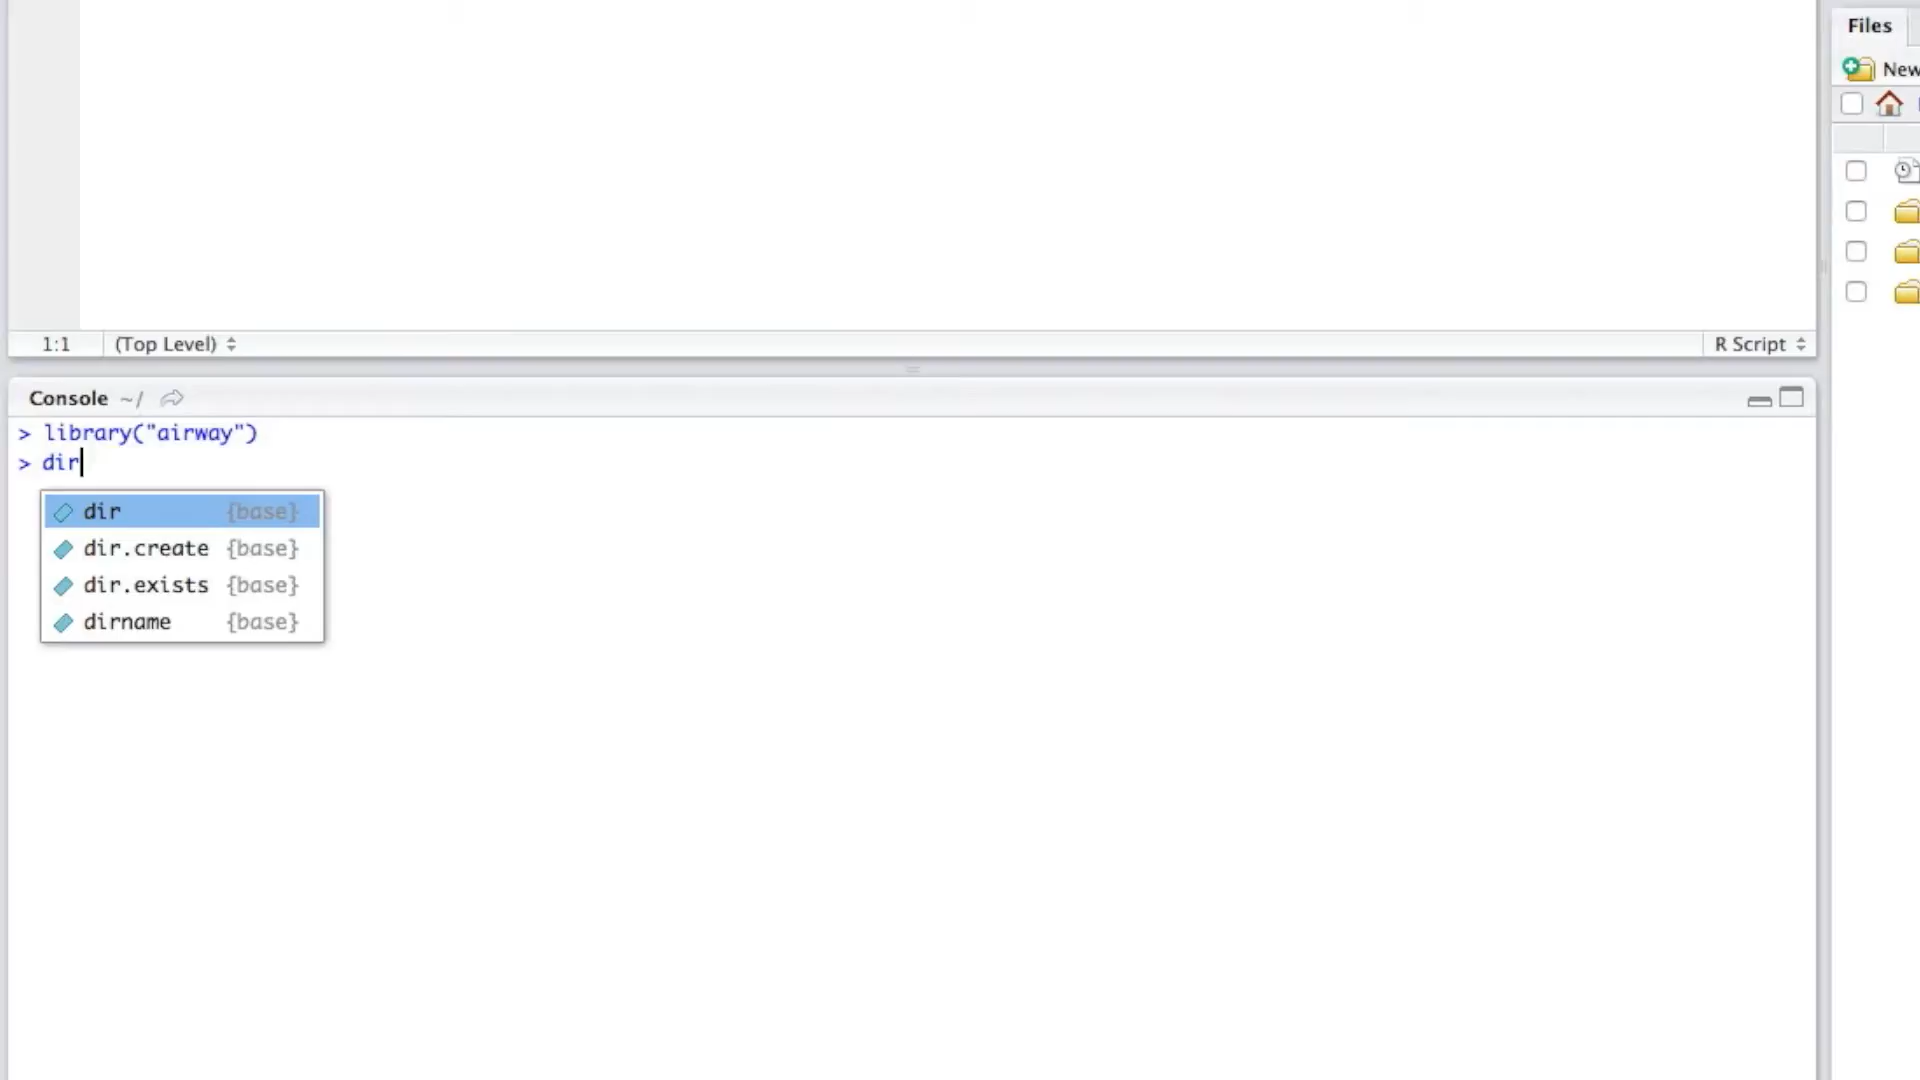 Files
New
1:1 (Top Level) R Script
Console ~/
> library("airway")
> dir
dir {base}
dir.create {base}
dir.exists {base}
dirname {base}